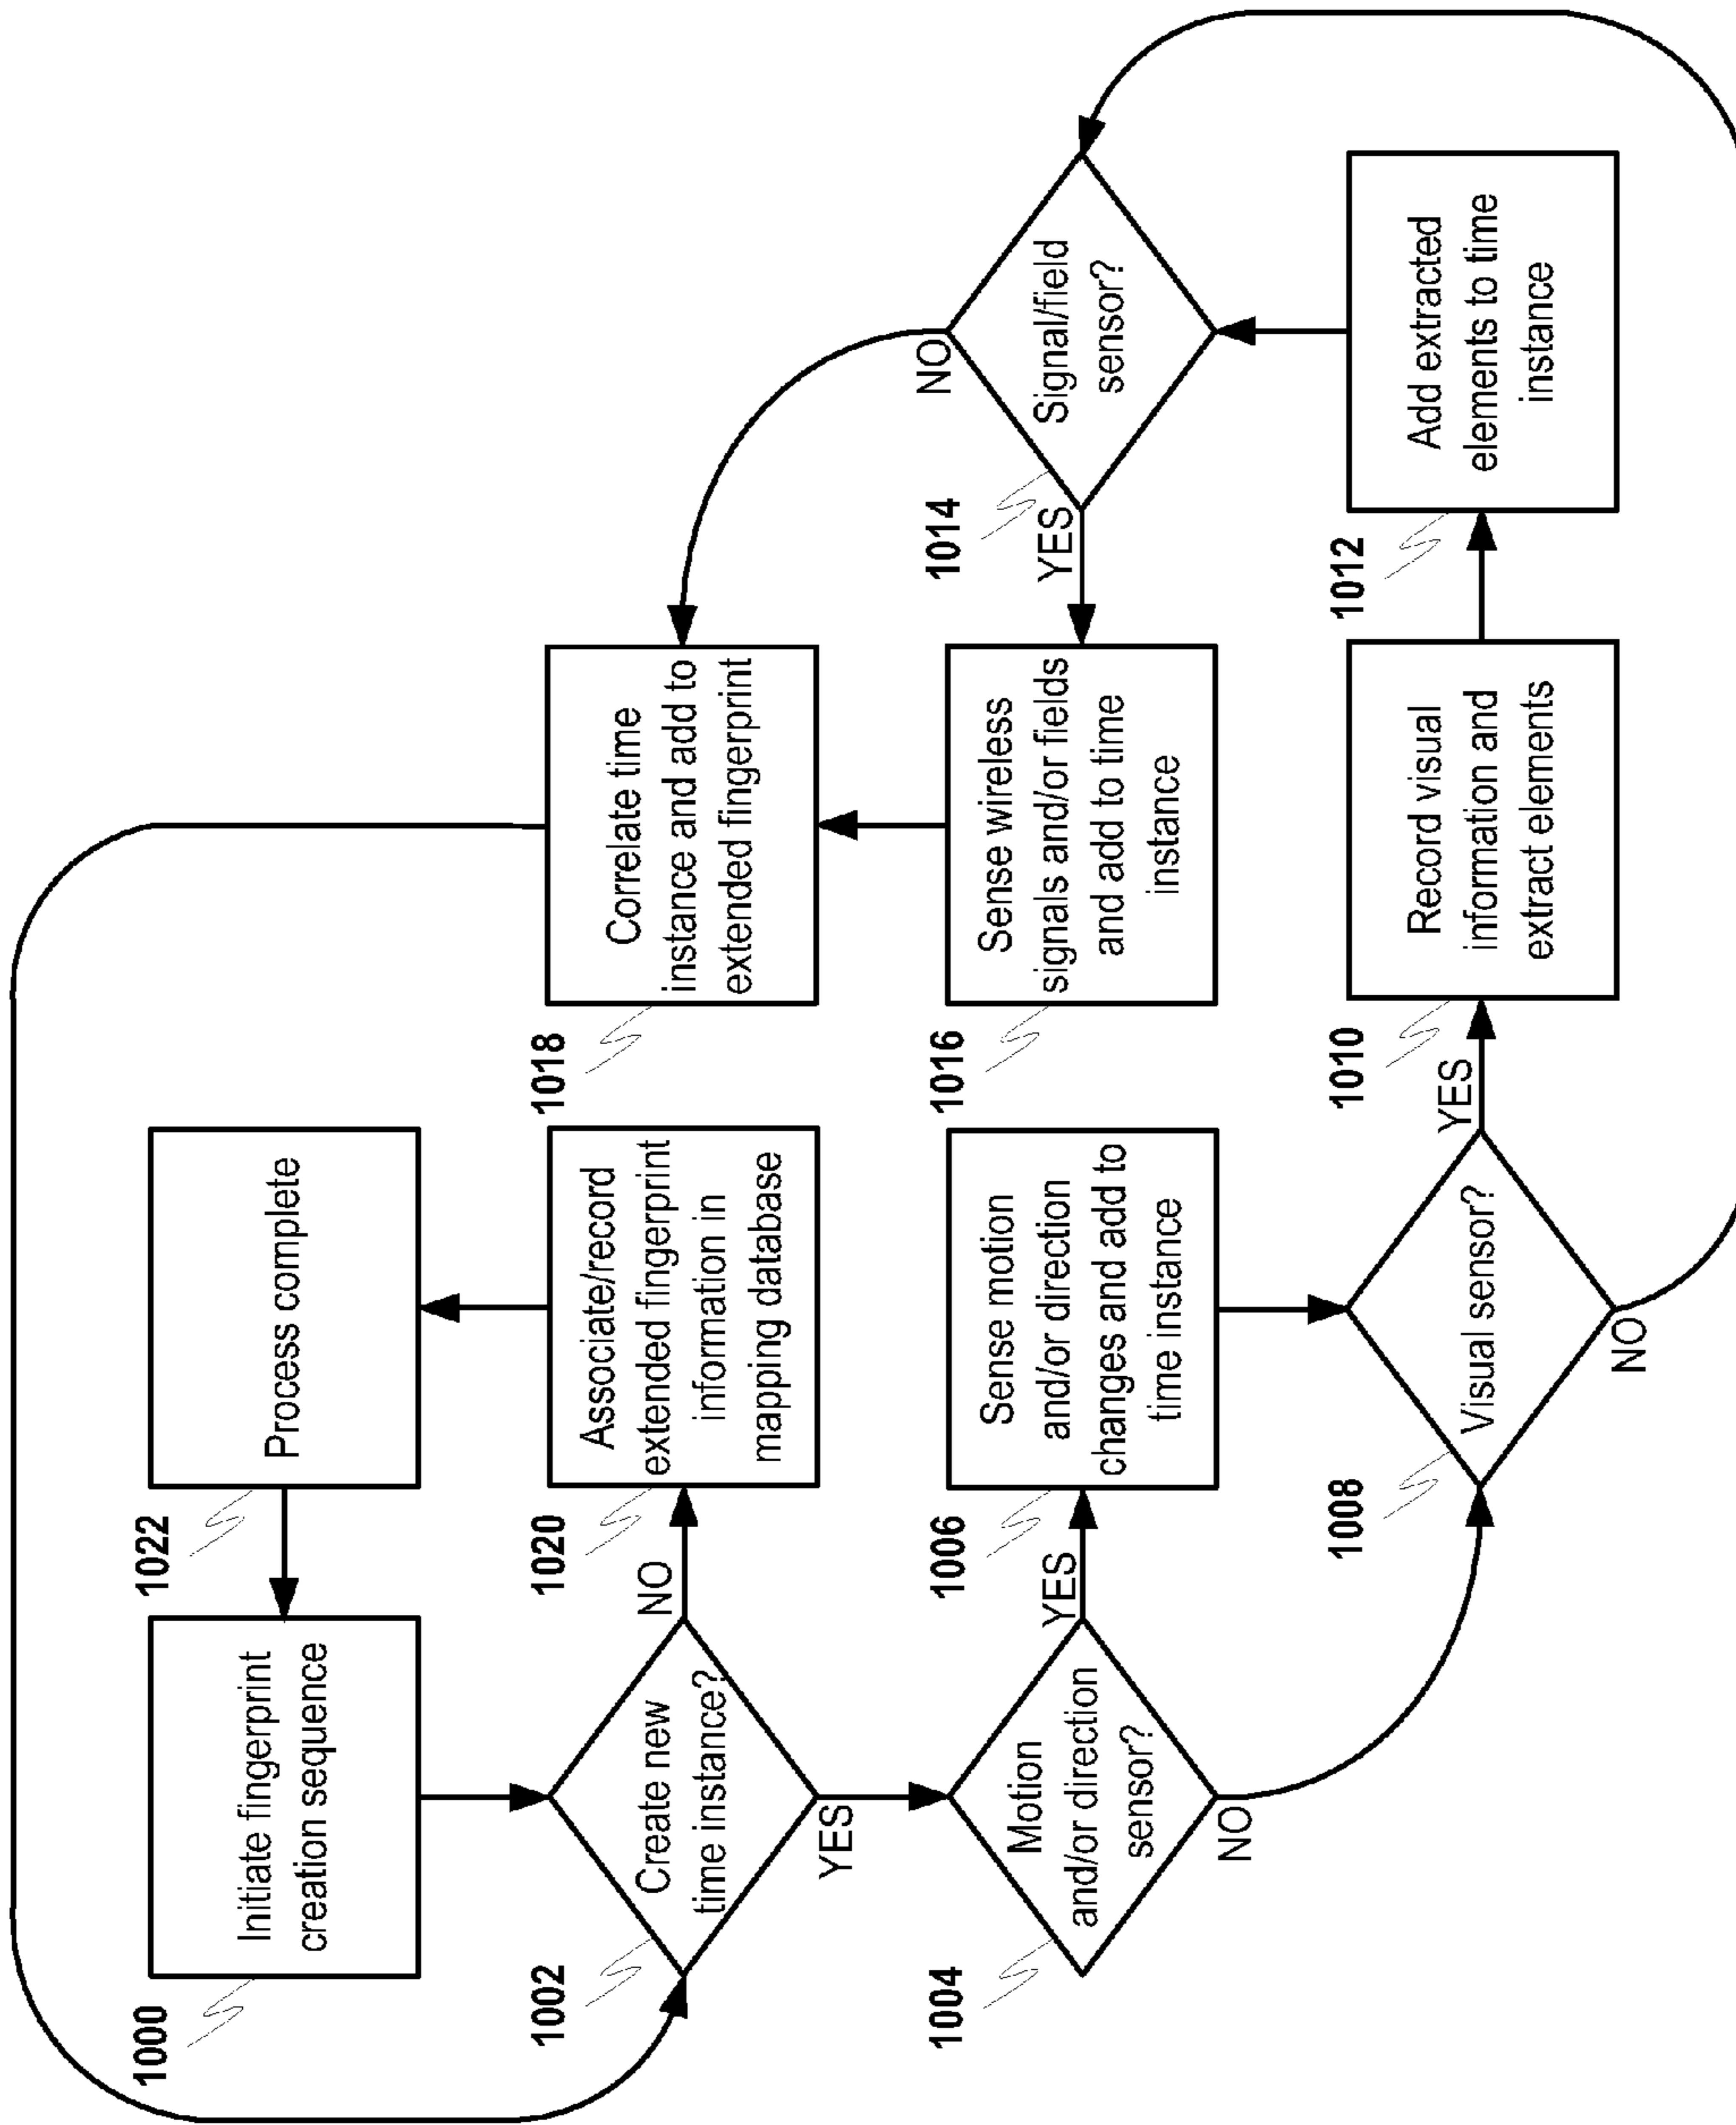 1000
Initiate fingerprint
creation sequence
1022
Process complete
1002
Create new
time instance?
NO
YES
1020
Associate/record
extended fingerprint
information in
mapping database
1018
Correlate time
instance and add to
extended fingerprint
1004
Motion
and/or direction
sensor?
YES
NO
1006
Sense motion
and/or direction
changes and add to
time instance
1016
Sense wireless
signals and/or fields
and add to time
instance
1014
Signal/field
sensor?
YES
NO
1008
Visual sensor?
YES
NO
1010
Record visual
information and
extract elements
1012
Add extracted
elements to time
instance